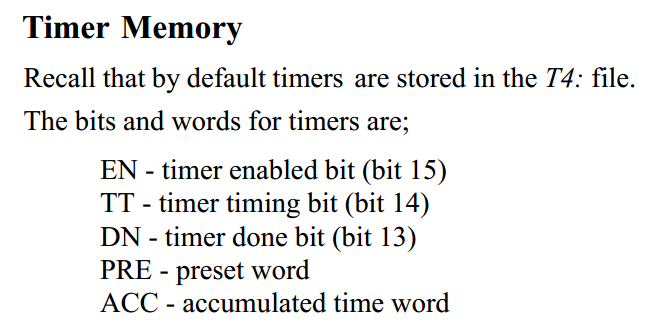 Timer Memory
Recall that by default timers are stored in the T4: file.
The bits and words for timers are;
EN - timer enabled bit (bit 15)
TT - timer timing bit (bit 14)
DN - timer done bit (bit 13)
PRE - preset word
ACC - accumulated time word